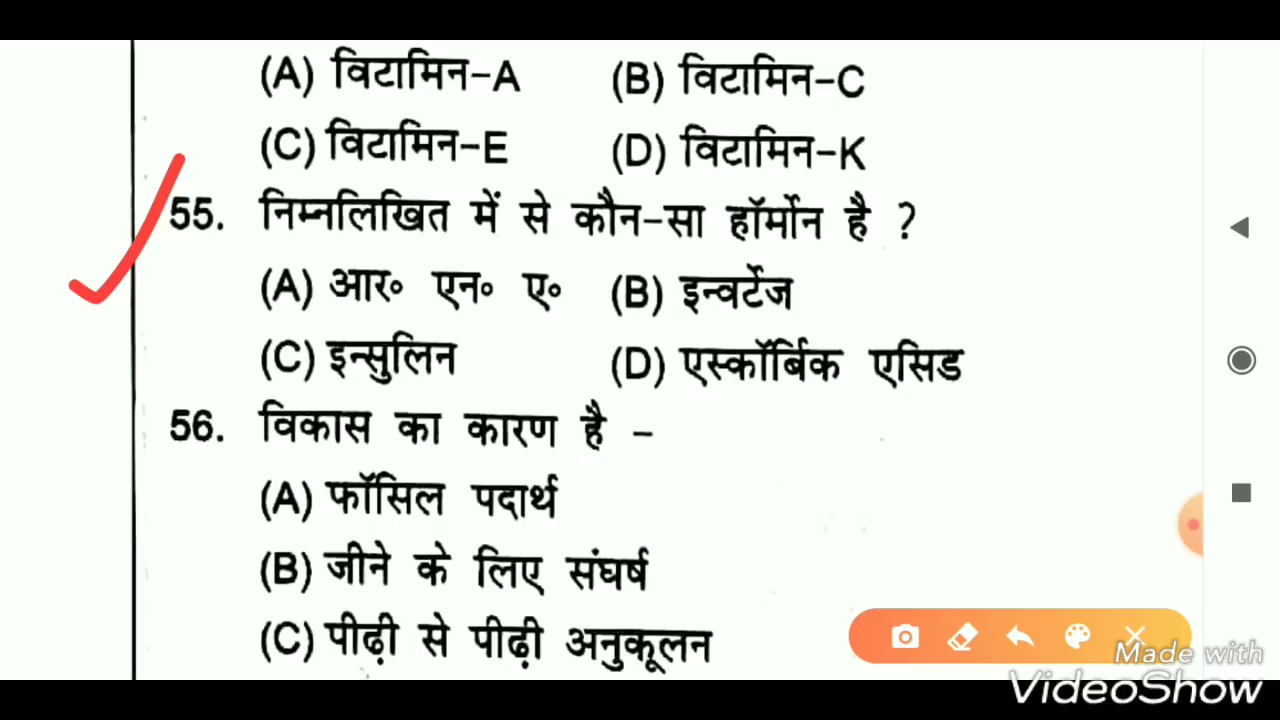 (A) विटामिन-A (B) विटामिन-C
(C) विटामिन-E (D) विटामिन-K
55. निम्नलिखित में से कौन-सा हॉर्मोन है ?
(A) आर॰ एन॰ ए॰ (B) इन्वर्टेज
(C) इन्सुलिन (D) एस्कॉर्बिक एसिड
56. विकास का कारण है -
(A) फॉसिल पदार्थ
(B) जीने के लिए संघर्ष
(C) पीढ़ी से पीढ़ी अनुकूलन
Made with
VideoShow